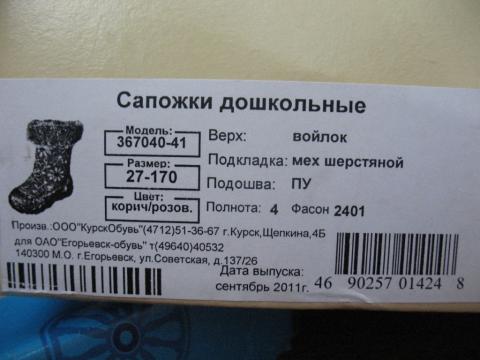 Сапожки дошкольные
Модель:
367040-41
Размер:
27-170
Цвет:
корич/розов.
Верх: войлок
Подкладка: мех шерстяной
Подошва: ПУ
Полнота: 4 Фасон 2401
Произв.:ООО"КурскОбувь"(4712)51-36-67 г.Курск,Щепкина,4Б
для ОАО"Егорьевск-обувь" т(49640)40532
140300 М.О. г.Егорьевск, ул.Советская, д.137/26
Дата выпуска:
сентябрь 2011г.
46 90257 01424 8